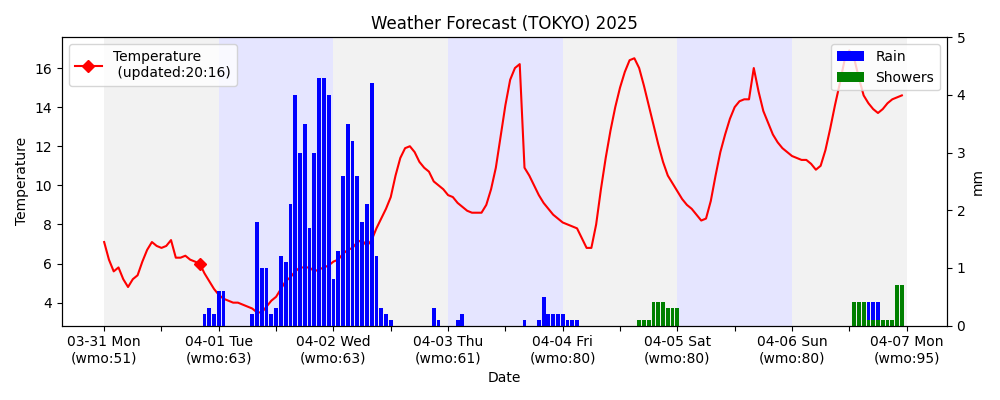 Weather Forecast (TOKYO) 2025
Temperature
(updated:20:16)
Rain
Showers
Temperature
16
14
12
10
8
6
4
5
4
3
2
1
0
mm
03-31 Mon
(wmo:51)
04-01 Tue
(wmo:63)
04-02 Wed
(wmo:63)
04-03 Thu
(wmo:61)
04-04 Fri
(wmo:80)
04-05 Sat
(wmo:80)
04-06 Sun
(wmo:80)
04-07 Mon
(wmo:95)
Date